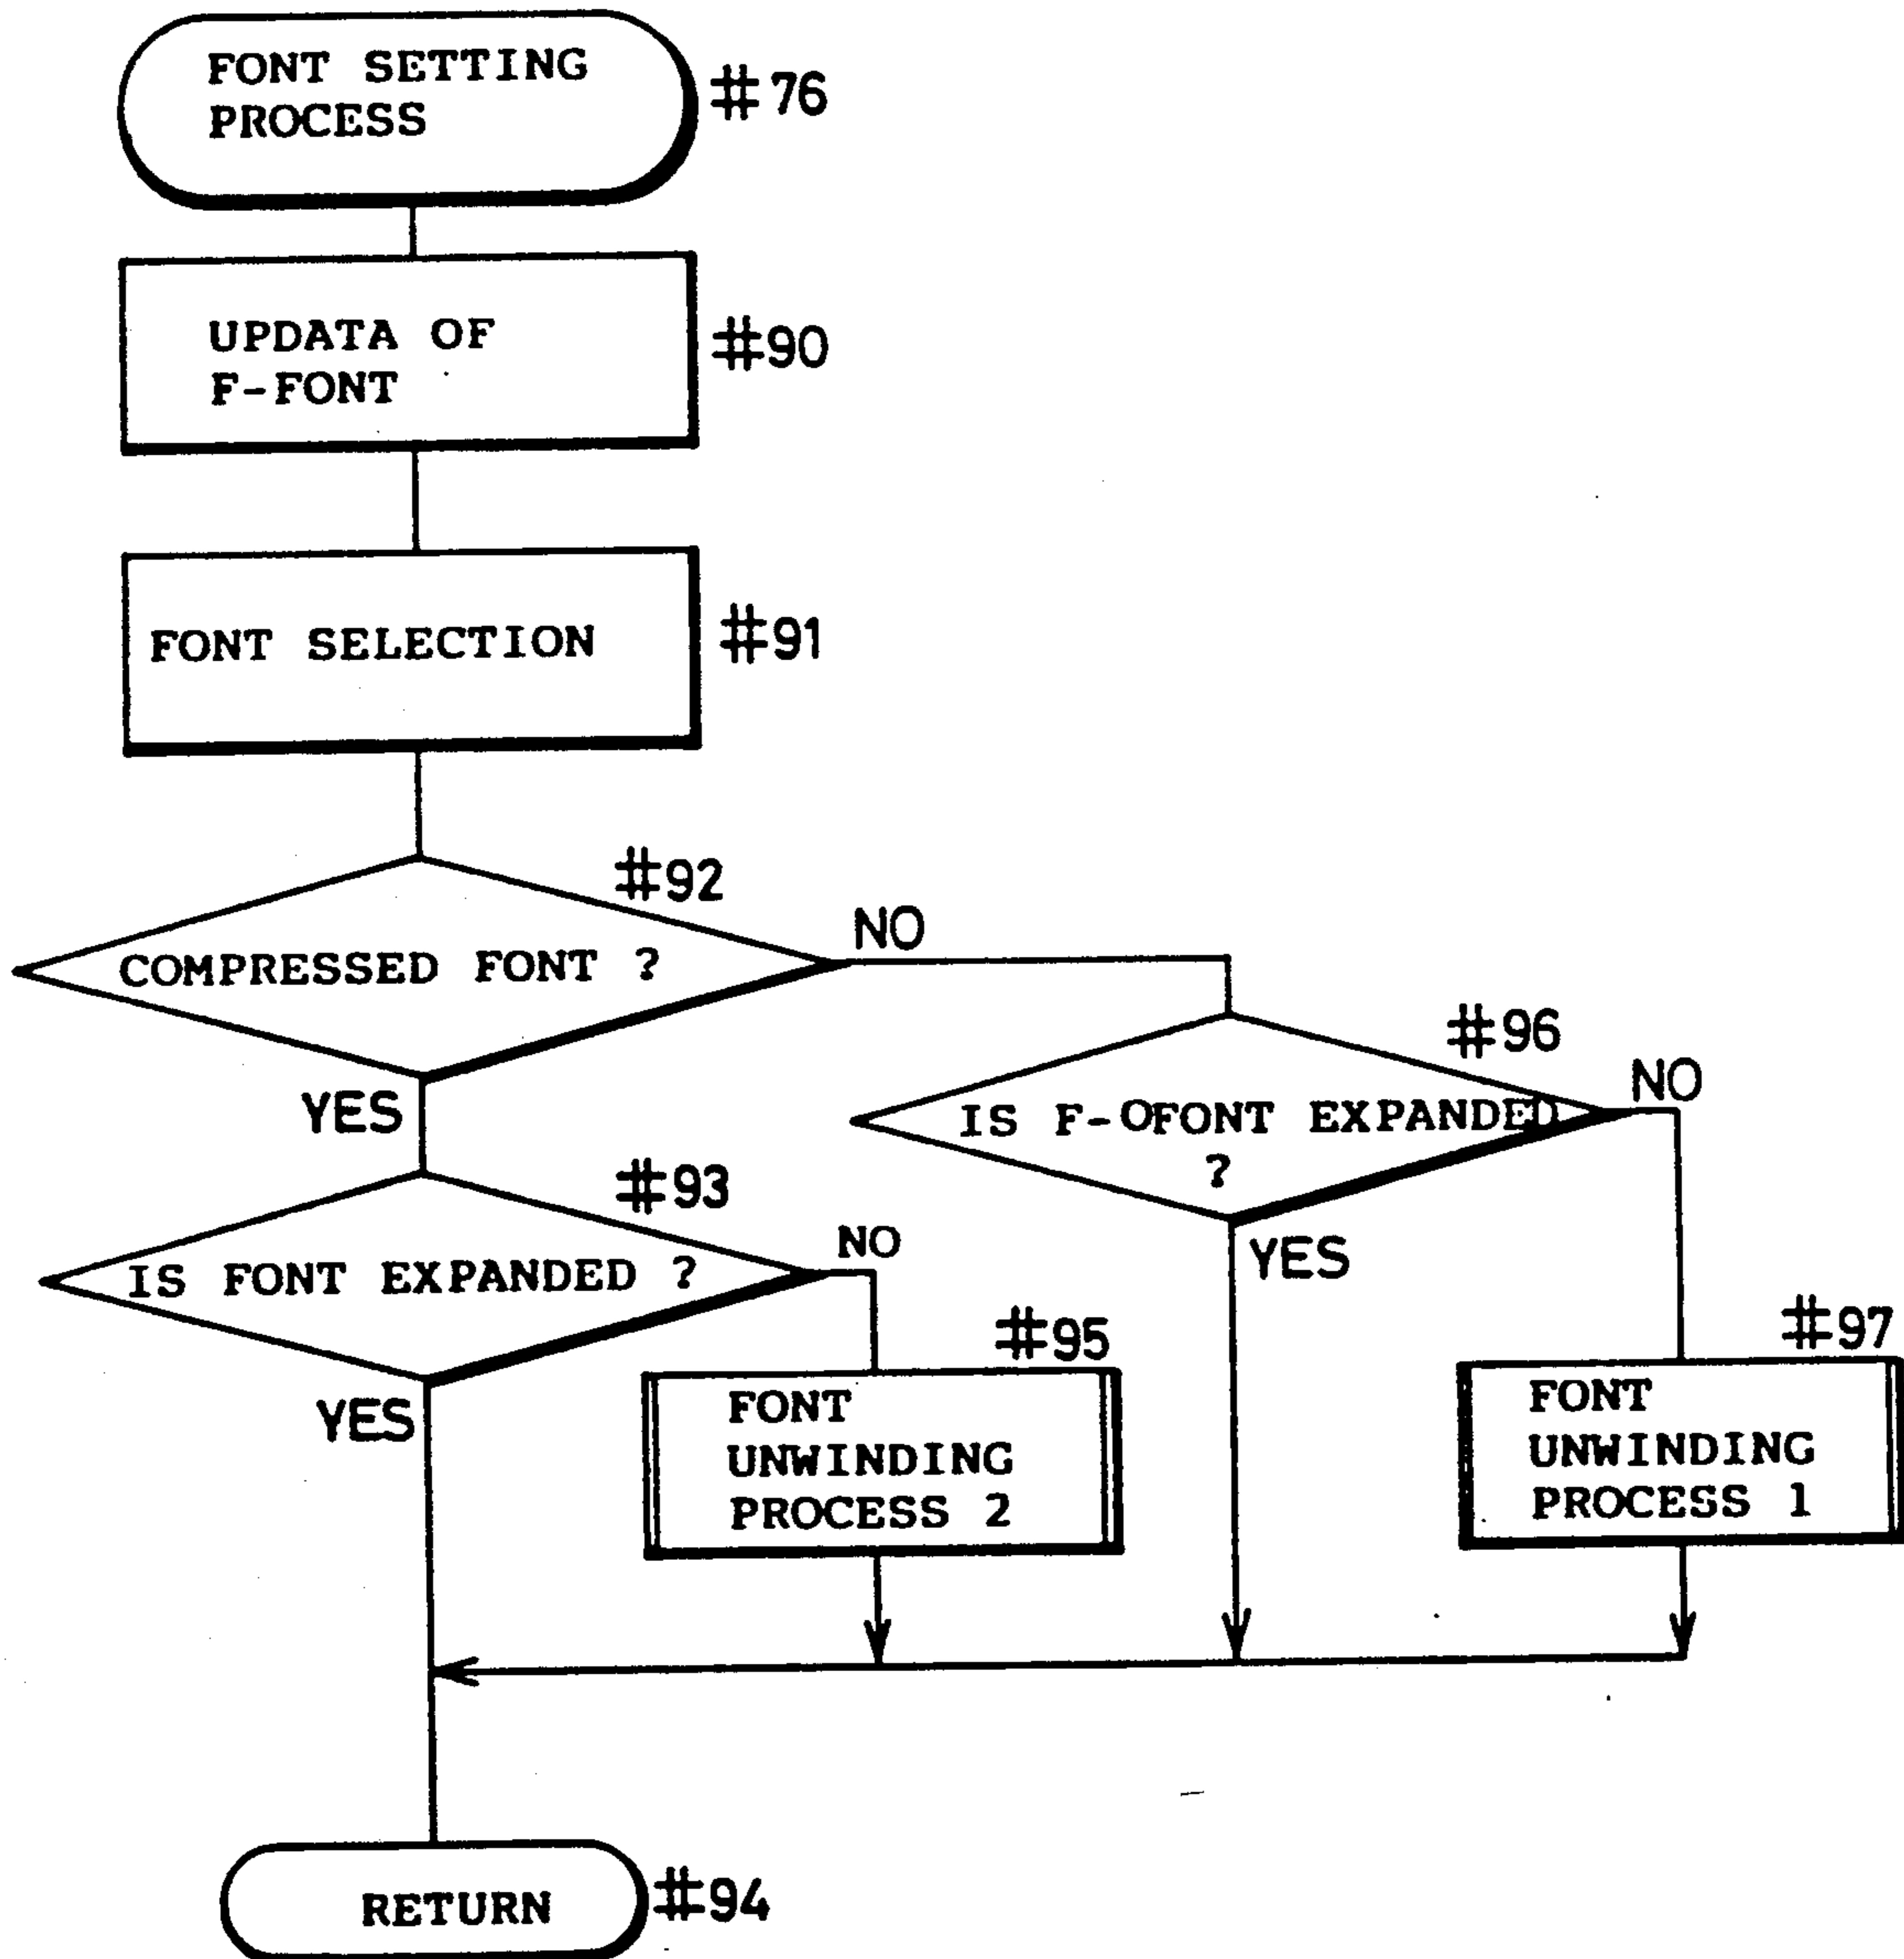 FONT SETTING
PROCESS
#76
UPDATA OF
F-FONT
#90
FONT SELECTION
#91
#92
COMPRESSED FONT ?
NO
YES
#96
IS F-OFONT EXPANDED
?
NO
YES
#93
IS FONT EXPANDED ?
NO
YES
#95
FONT
UNWINDING
PROCESS 2
#97
FONT
UNWINDING
PROCESS 1
RETURN
#94